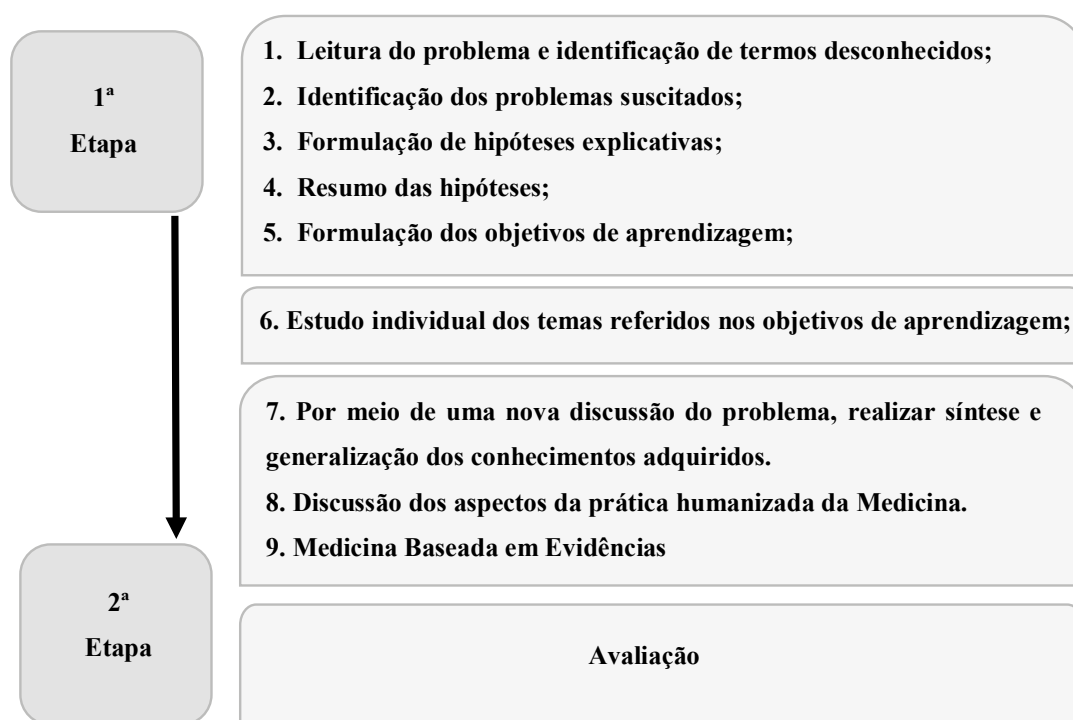 1ª
Etapa
1. Leitura do problema e identificação de termos desconhecidos;
2. Identificação dos problemas suscitados;
3. Formulação de hipóteses explicativas;
4. Resumo das hipóteses;
5. Formulação dos objetivos de aprendizagem;
6. Estudo individual dos temas referidos nos objetivos de aprendizagem;
7. Por meio de uma nova discussão do problema, realizar síntese e
generalização dos conhecimentos adquiridos.
8. Discussão dos aspectos da prática humanizada da Medicina.
9. Medicina Baseada em Evidências
2ª
Etapa
Avaliação